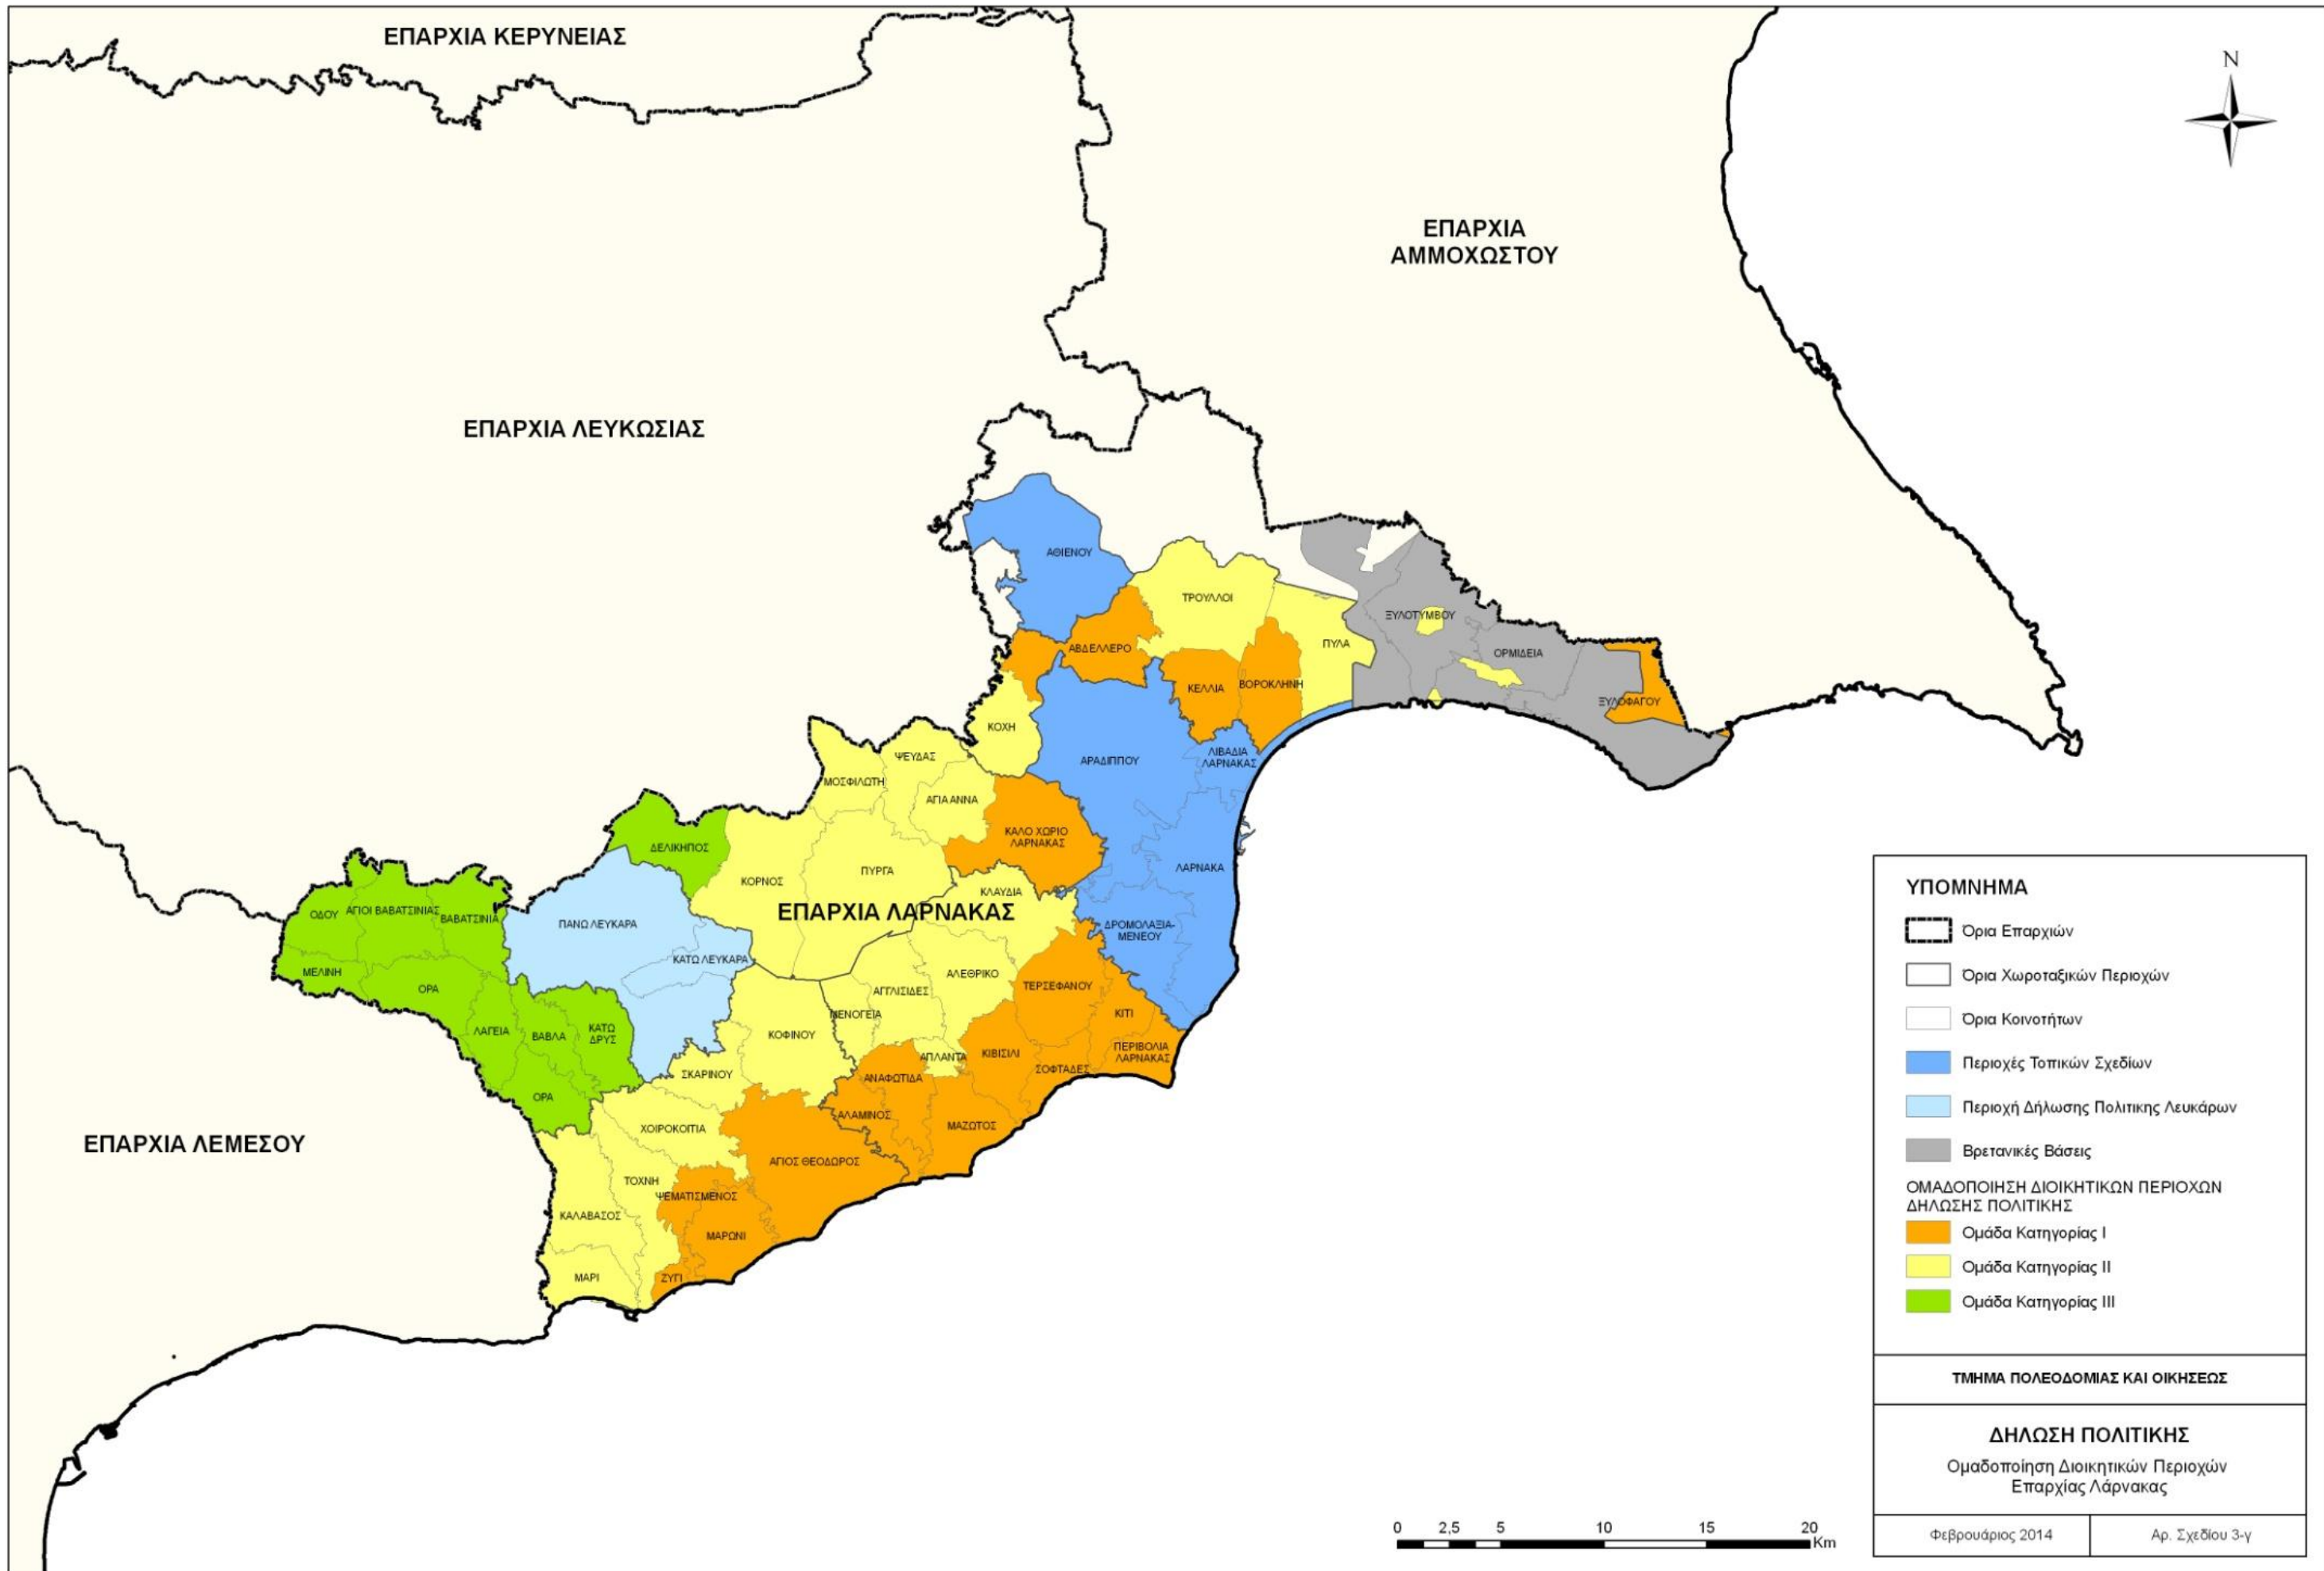 ΕΠΑΡΧΙΑ ΚΕΡΥΝΕΙΑΣ
N
ΕΠΑΡΧΙΑ
ΑΜΜΟΧΩΣΤΟΥ
ΕΠΑΡΧΙΑ ΛΕΥΚΩΣΙΑΣ
ΑΘΙΕΝΟΥ
ΤΡΟΥΛΛΟΙ
ΞΥΛΟΤΥΜΒΟΥ
ΑΒΔΕΛΛΕΡΟ
ΠΥΛΑ
ΟΡΜΙΔΕΙΑ
ΚΕΛΛΙΑ
ΒΟΡΟΚΛΗΝΗ
ΞΥΛΟΦΑΓΟΥ
ΚΟΧΗ
ΨΕΥΔΑΣ
ΑΡΑΔΙΠΠΟΥ
ΛΙΒΑΔΙΑ
ΛΑΡΝΑΚΑΣ
ΜΟΣΦΙΛΩΤΗ
ΑΓΙΑ ΑΝΝΑ
ΚΑΛΟ ΧΩΡΙΟ
ΛΑΡΝΑΚΑΣ
ΔΕΛΙΚΗΠΟΣ
ΛΑΡΝΑΚΑ
ΠΥΡΓΑ
ΚΟΡΝΟΣ
ΚΛΑΥΔΙΑ
ΕΠΑΡΧΙΑ ΛΑΡΝΑΚΑΣ
ΟΔΟΥ
ΑΓΙΟΙ ΒΑΒΑΤΣΙΝΙΑΣ
ΒΑΒΑΤΣΙΝΙΑ
ΠΑΝΩ ΛΕΥΚΑΡΑ
ΔΡΟΜΟΛΑΞΙΑ-
ΜΕΝΕΟΥ
ΚΑΤΩ ΛΕΥΚΑΡΑ
ΜΕΛΙΝΗ
ΑΛΕΘΡΙΚΟ
ΟΡΑ
ΑΓΓΛΙΣΙΔΕΣ
ΤΕΡΣΕΦΑΝΟΥ
ΜΕΝΟΓΕΙΑ
ΚΙΤΙ
ΛΑΓΕΙΑ
ΒΑΒΛΑ
ΚΑΤΩ
ΔΡΥΣ
ΚΟΦΙΝΟΥ
ΑΠΛΑΝΤΑ
ΚΙΒΙΣΙΛΙ
ΠΕΡΙΒΟΛΙΑ
ΛΑΡΝΑΚΑΣ
ΣΚΑΡΙΝΟΥ
ΑΝΑΦΩΤΙΔΑ
ΣΟΦΤΑΔΕΣ
ΟΡΑ
ΑΛΑΜΙΝΟΣ
ΜΑΖΩΤΟΣ
ΧΟΙΡΟΚΟΙΤΙΑ
ΕΠΑΡΧΙΑ ΛΕΜΕΣΟΥ
ΑΓΙΟΣ ΘΕΟΔΩΡΟΣ
ΤΟΧΝΗ
ΨΕΜΑΤΙΣΜΕΝΟΣ
ΚΑΛΑΒΑΣΟΣ
ΜΑΡΩΝΙ
ΜΑΡΙ
ΖΥΓΙ
ΥΠΟΜΝΗΜΑ
Όρια Επαρχιών
Όρια Χωροταξικών Περιοχών
Όρια Κοινοτήτων
Περιοχές Τοπικών Σχεδίων
Περιοχή Δήλωσης Πολιτικης Λευκάρων
Βρετανικές Βάσεις
ΟΜΑΔΟΠΟΙΗΣΗ ΔΙΟΙΚΗΤΙΚΩΝ ΠΕΡΙΟΧΩΝ
ΔΗΛΩΣΗΣ ΠΟΛΙΤΙΚΗΣ
Ομάδα Κατηγορίας Ι
Ομάδα Κατηγορίας ΙΙ
Ομάδα Κατηγορίας ΙΙΙ
ΤΜΗΜΑ ΠΟΛΕΟΔΟΜΙΑΣ ΚΑΙ ΟΙΚΗΣΕΩΣ
ΔΗΛΩΣΗ ΠΟΛΙΤΙΚΗΣ
Ομαδοποίηση Διοικητικών Περιοχών
Επαρχίας Λάρνακας
Φεβρουάριος 2014
Αρ. Σχεδίου 3-γ
0 2,5 5 10 15 20
Km